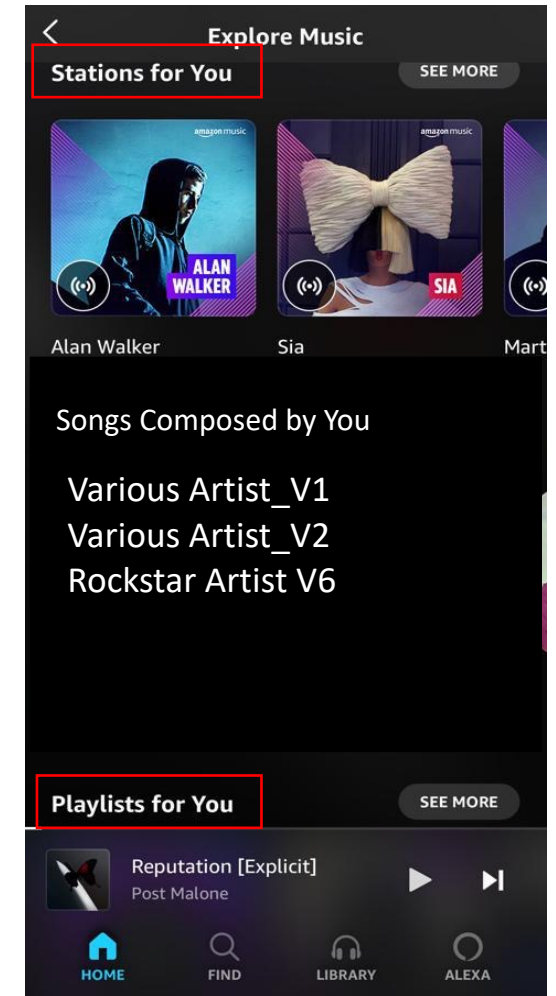 Explore Music
Stations for You
SEE MORE
amazon music
amazon music
ALAN
WALKER
SIA
Alan Walker
Sia
Mart
Songs Composed by You
Various Artist_V1
Various Artist_V2
Rockstar Artist V6
Playlists for You
SEE MORE
Reputation [Explicit]
Post Malone
HOME
FIND
LIBRARY
ALEXA